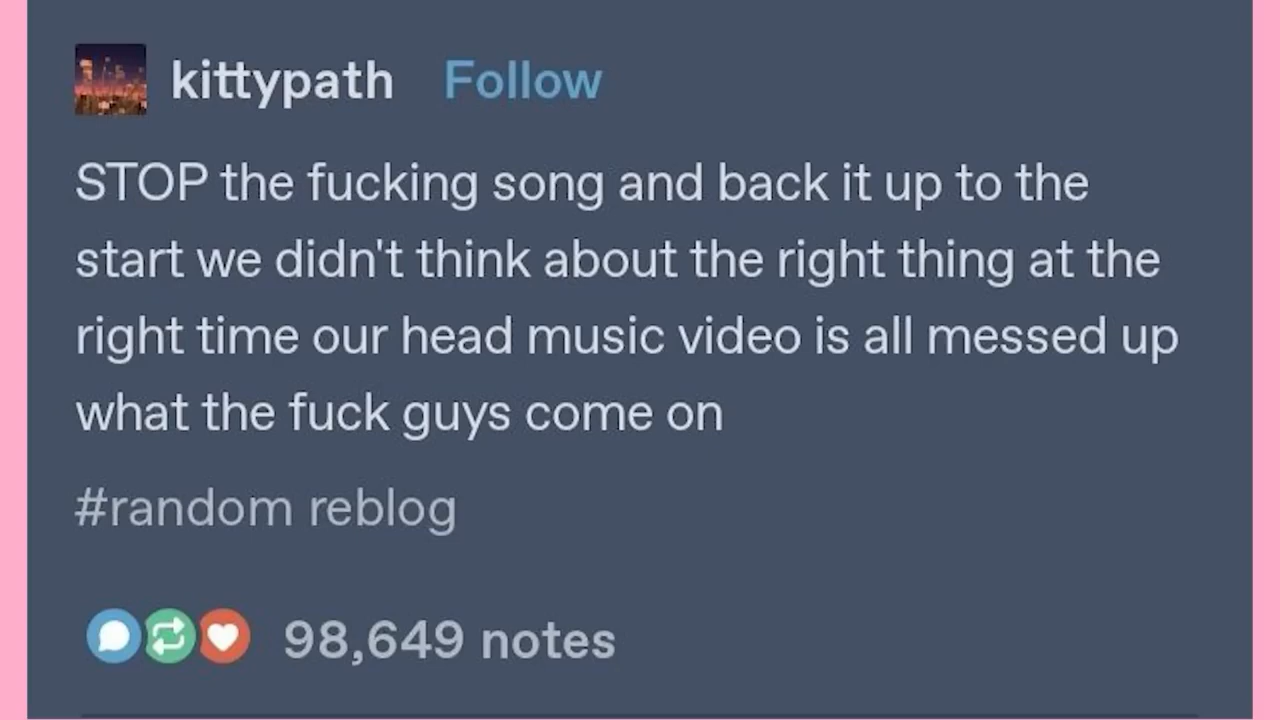 kittypath Follow
STOP the fucking song and back it up to the
start we didn't think about the right thing at the
right time our head music video is all messed up
what the fuck guys come on
#random reblog
98,649 notes